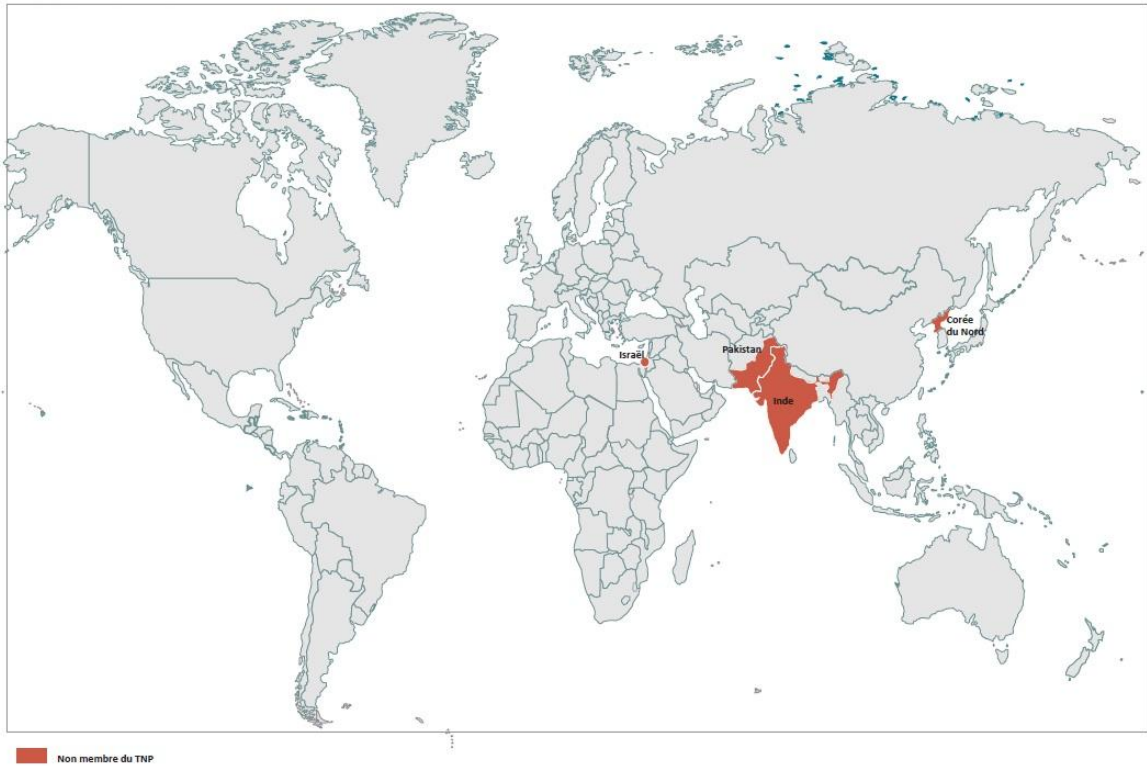 Corée
du Nord
Pakistan
Israël
Inde
Non membre du TNP